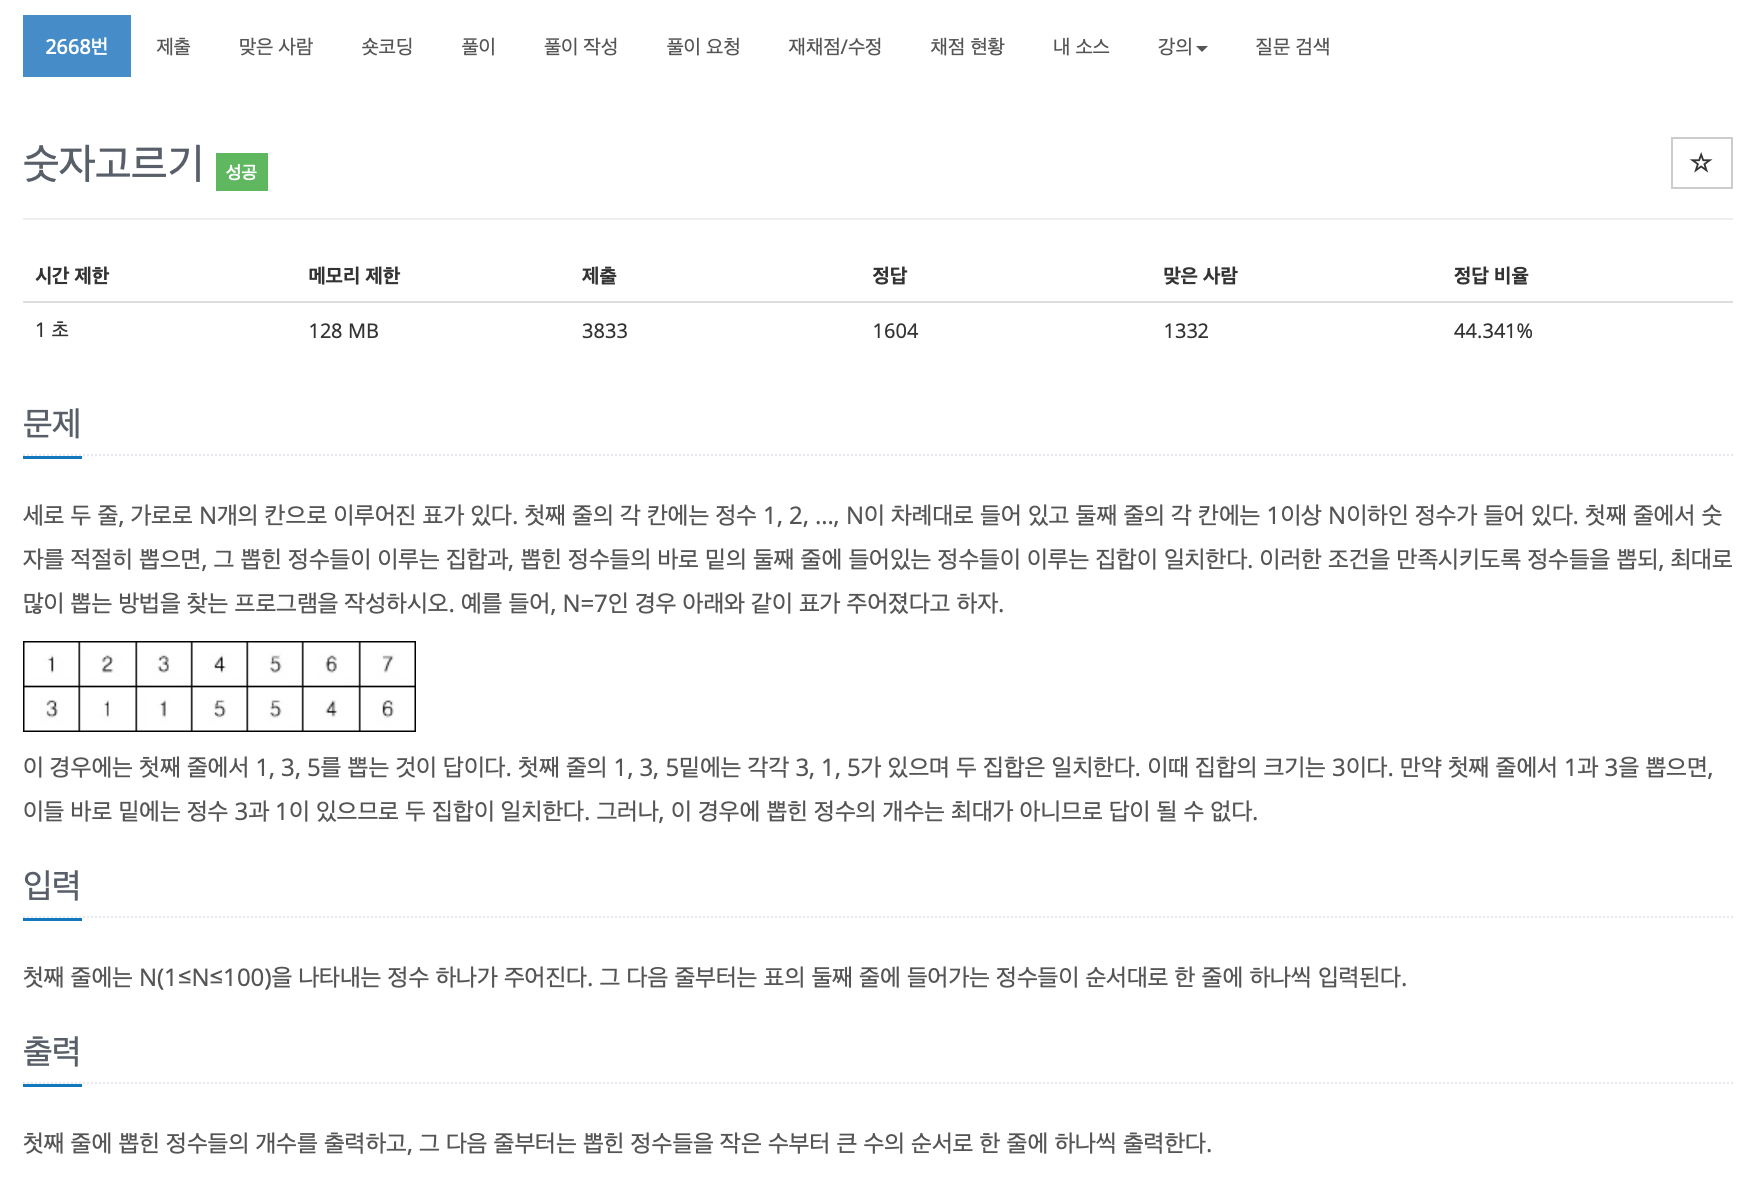 2668번 제출 맞은 사람 숏코딩 풀이 풀이 작성 풀이 요청 재채점/수정 채점 현황 내 소스 강의 질문 검색
숫자고르기 성공
시간 제한 메모리 제한 제출 정답 맞은 사람 정답 비율
1 초 128 MB 3833 1604 1332 44.341%
문제
세로 두 줄, 가로로 N개의 칸으로 이루어진 표가 있다. 첫째 줄의 각 칸에는 정수 1, 2, …, N이 차례대로 들어 있고 둘째 줄의 각 칸에는 1이상 N이하인 정수가 들어 있다. 첫째 줄에서 숫
자를 적절히 뽑으면, 그 뽑힌 정수들이 이루는 집합과, 뽑힌 정수들의 바로 밑의 둘째 줄에 들어있는 정수들이 이루는 집합이 일치한다. 이러한 조건을 만족시키도록 정수들을 뽑되, 최대로
많이 뽑는 방법을 찾는 프로그램을 작성하시오. 예를 들어, N=7인 경우 아래와 같이 표가 주어졌다고 하자.
1 2 3 4 5 6 7
3 1 1 5 5 4 6
이 경우에는 첫째 줄에서 1, 3, 5를 뽑는 것이 답이다. 첫째 줄의 1, 3, 5밑에는 각각 3, 1, 5가 있으며 두 집합은 일치한다. 이때 집합의 크기는 3이다. 만약 첫째 줄에서 1과 3을 뽑으면,
이들 바로 밑에는 정수 3과 1이 있으므로 두 집합이 일치한다. 그러나, 이 경우에 뽑힌 정수의 개수는 최대가 아니므로 답이 될 수 없다.
입력
첫째 줄에는 N(1≤N≤100)을 나타내는 정수 하나가 주어진다. 그 다음 줄부터는 표의 둘째 줄에 들어가는 정수들이 순서대로 한 줄에 하나씩 입력된다.
출력
첫째 줄에 뽑힌 정수들의 개수를 출력하고, 그 다음 줄부터는 뽑힌 정수들을 작은 수부터 큰 수의 순서로 한 줄에 하나씩 출력한다.